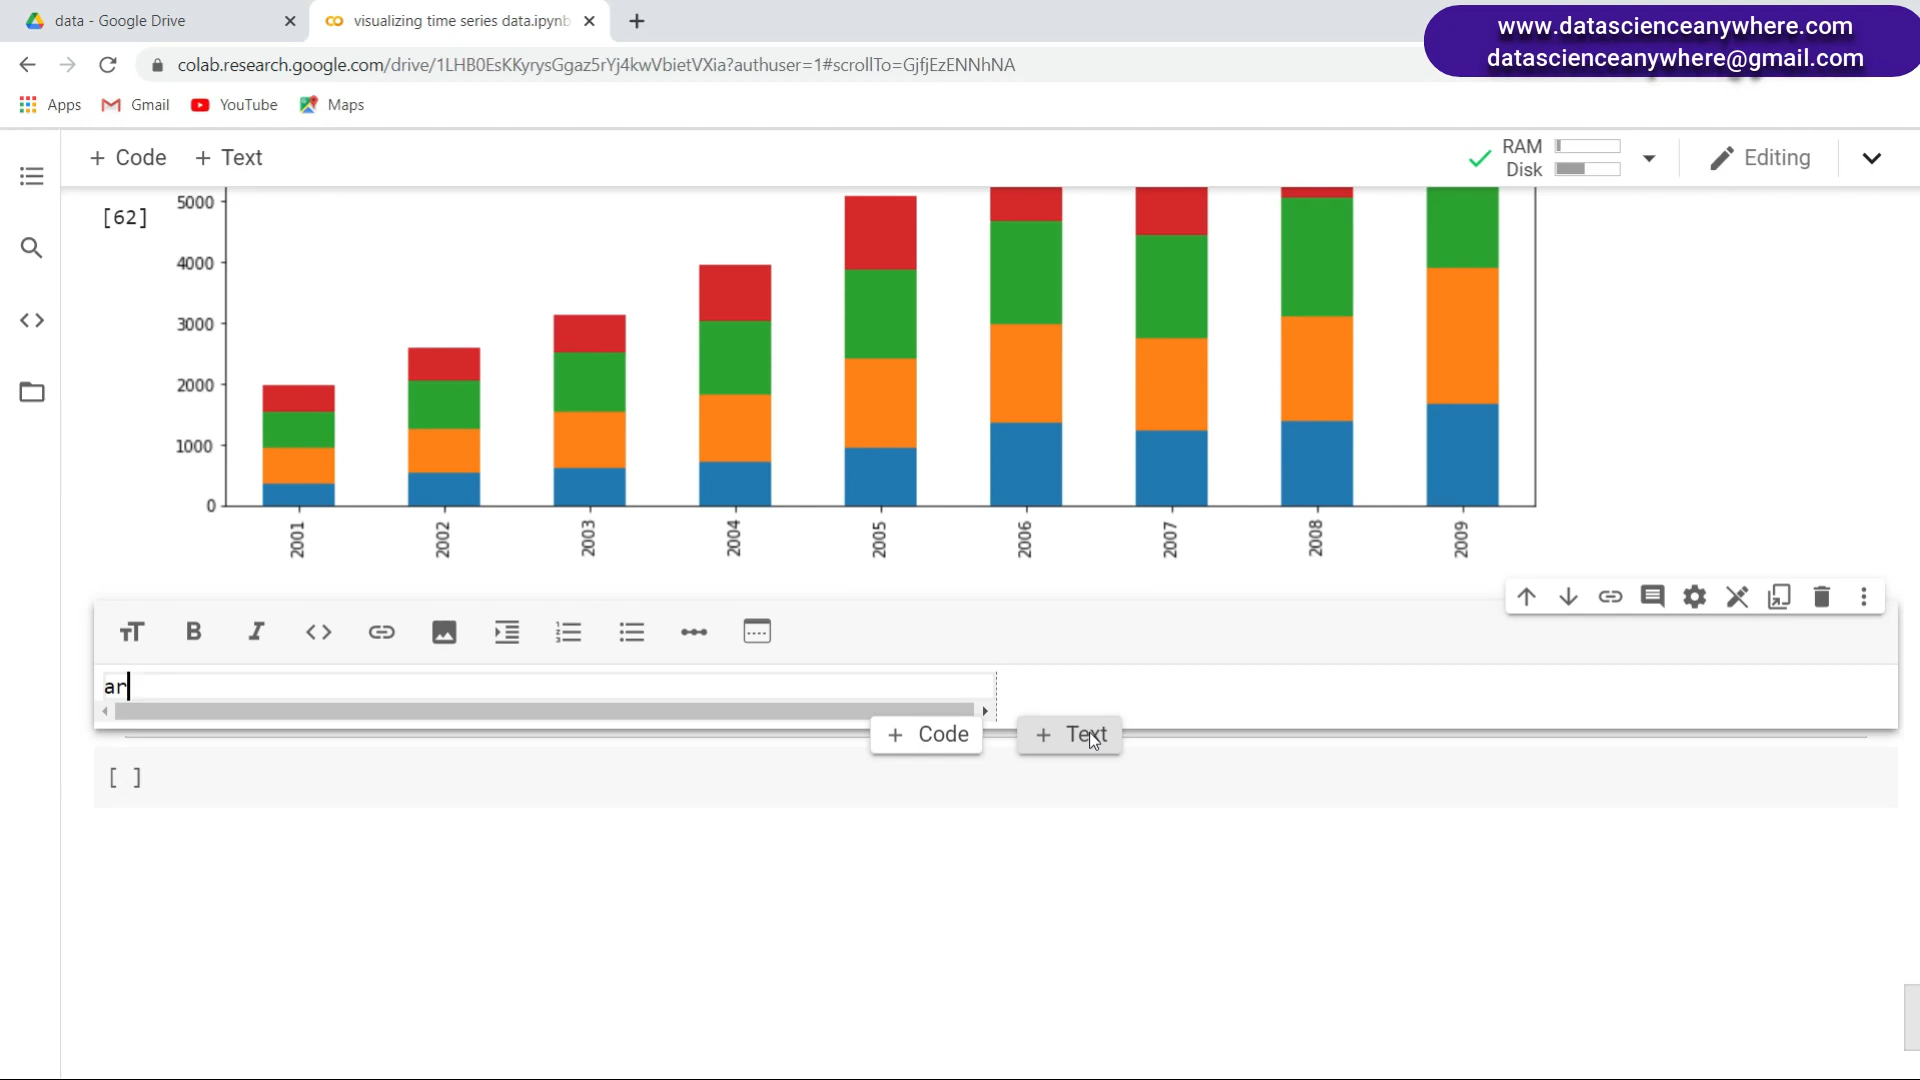 data - Google Drive
visualizing time series data.ipynb
www.datascienceanywhere.com
datascienceanywhere@gmail.com
colab.research.google.com/drive/1LHB0EsKKyrysGgaz5rYj4kwVbietVXia?authuser=1#scrollTo=GjfjEzENNhNA
Apps Gmail YouTube Maps
+ Code + Text
RAM
Disk
Editing
[62]
5000
4000
3000
2000
1000
0
2001 2002 2003 2004 2005 2006 2007 2008 2009
ar
+ Code + Text
[ ]